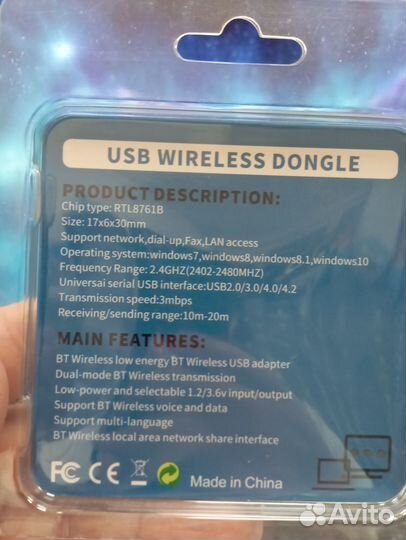 USB WIRELESS DONGLE
PRODUCT DESCRIPTION:
Chip type: RTL8761B
Size: 17x6x30mm
Support network,dial-up,Fax,LAN access
Operating system:windows7,windows8,windows8.1,windows10
Frequency Range: 2.4GHZ(2402-2480MHZ)
Universai serial USB interface:USB2.0/3.0/4.0/4.2
Transmission speed:3mbps
Receiving/sending range:10m-20m
MAIN FEATURES:
BT Wireless low energy BT Wireless USB adapter
Dual-mode BT Wireless transmission
Low-power and selectable 1.2/3.6v input/output
Support BT Wireless voice and data
Support multi-language
BT Wireless local area network share interface
FC CE Made in China
Avito